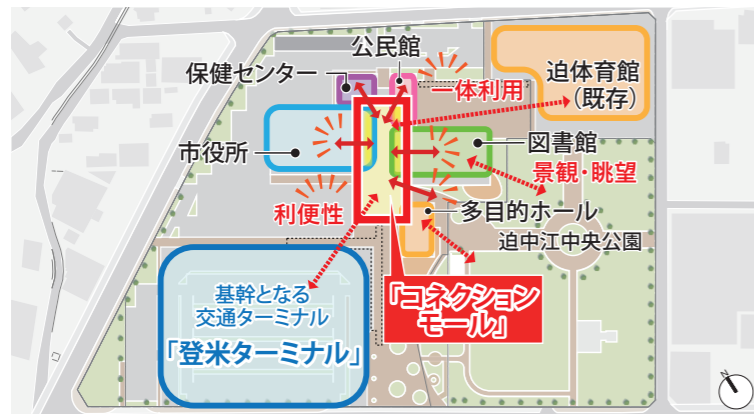 公民館
保健センター
一体利用
迫体育館
（既存）
市役所
図書館
景観・眺望
利便性
多目的ホール
迫中江中央公園
基幹となる
交通ターミナル
「登米ターミナル」
「コネクション
モール」
N